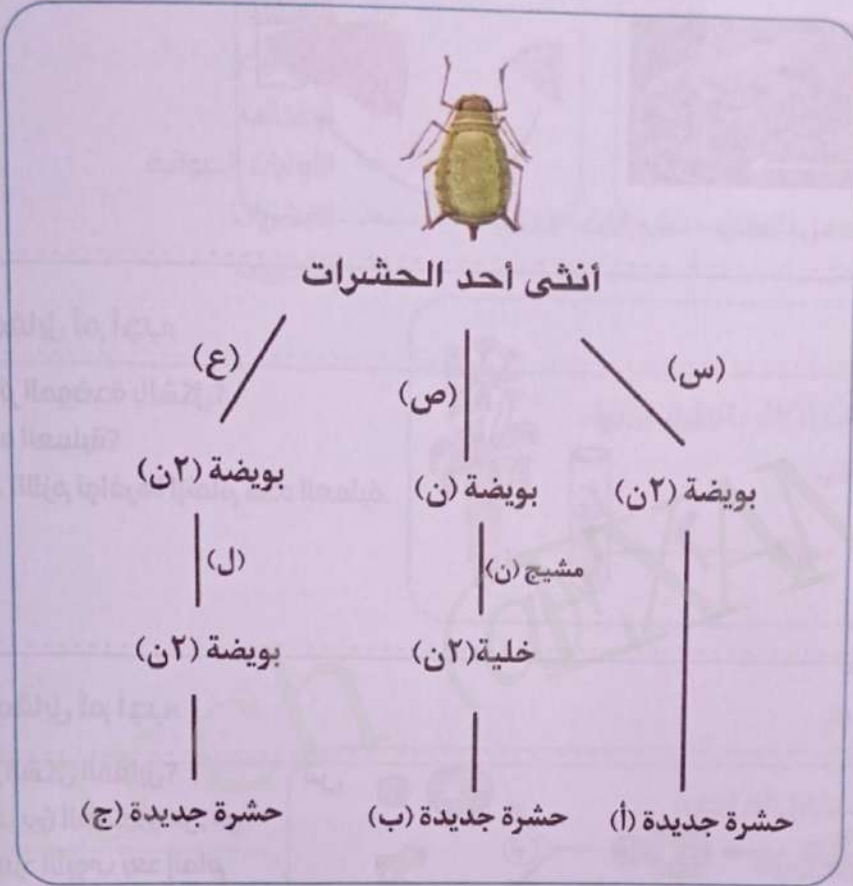 أنثى أحد الحشرات
(س)
(ص)
(ع)
بويضة (٢ن)
بويضة (ن)
بويضة (٢ن)
مشيج (ن)
(ل)
خلية (٢ن)
بويضة (٢ن)
حشرة جديدة (أ)
حشرة جديدة (ب)
حشرة جديدة (ج)